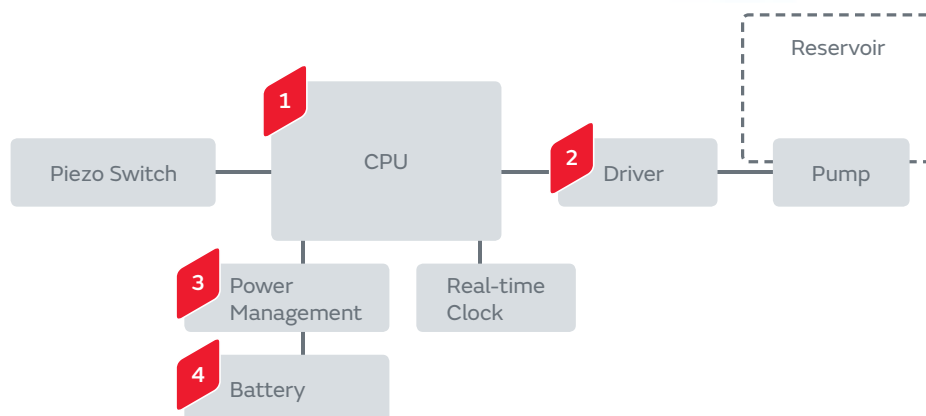 Reservoir
1
CPU
Piezo Switch
2
Driver
Pump
3
Power
Management
Real-time
Clock
4
Battery